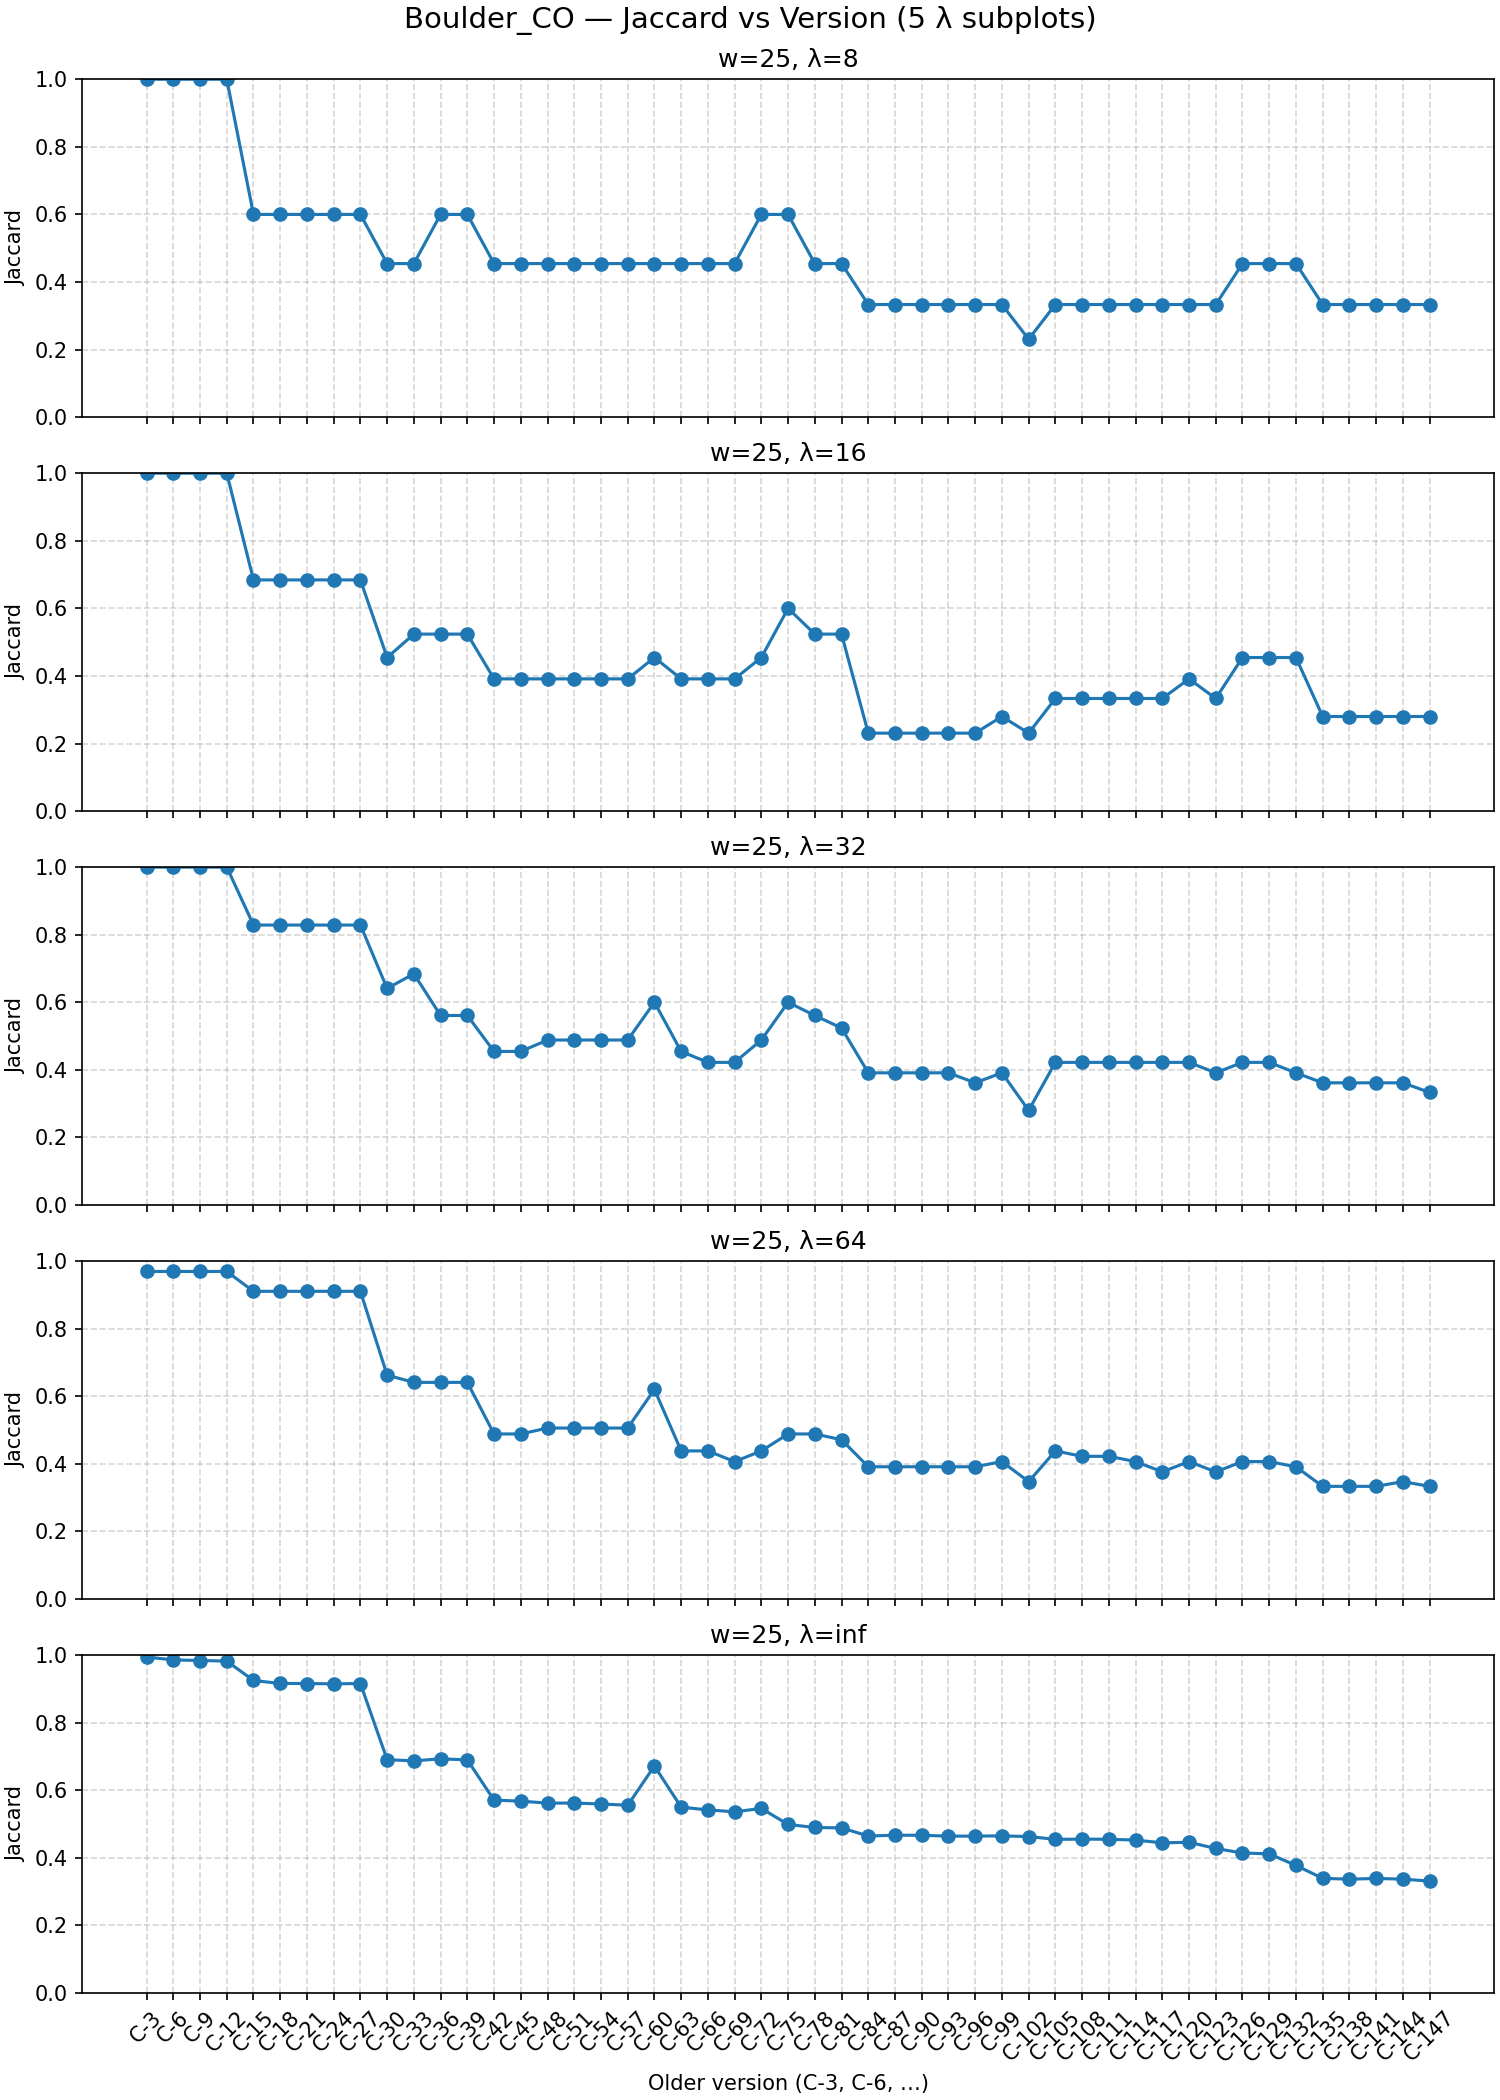 Boulder_CO — Jaccard vs Version (5 λ subplots)
w=25, λ=8
1.0
0.8
0.6
0.4
0.2
0.0
Jaccard
w=25, λ=16
1.0
0.8
0.6
0.4
0.2
0.0
Jaccard
w=25, λ=32
1.0
0.8
0.6
0.4
0.2
0.0
Jaccard
w=25, λ=64
1.0
0.8
0.6
0.4
0.2
0.0
Jaccard
w=25, λ=inf
1.0
0.8
0.6
0.4
0.2
0.0
Jaccard
C-3 C-6 C-9 C-12 C-15 C-18 C-21 C-24 C-27 C-30 C-33 C-36 C-39 C-42 C-45 C-48 C-51 C-54 C-57 C-60 C-63 C-66 C-69 C-72 C-75 C-78 C-81 C-84 C-87 C-90 C-93 C-96 C-99 C-102 C-105 C-108 C-111 C-114 C-117 C-120 C-123 C-126 C-129 C-132 C-135 C-138 C-141 C-144 C-147
Older version (C-3, C-6, ...)